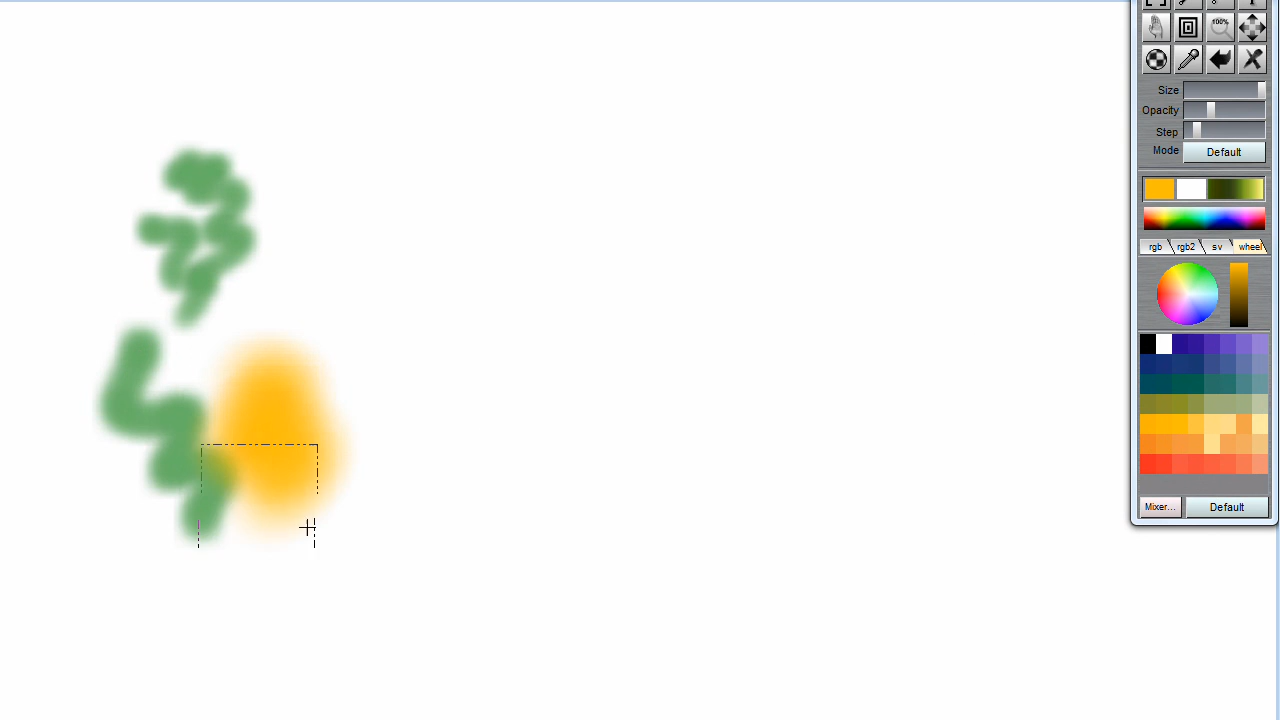 100%
Size
Opacity
Step
Mode Default
rgb rgb2 sv wheel
Mixer... Default